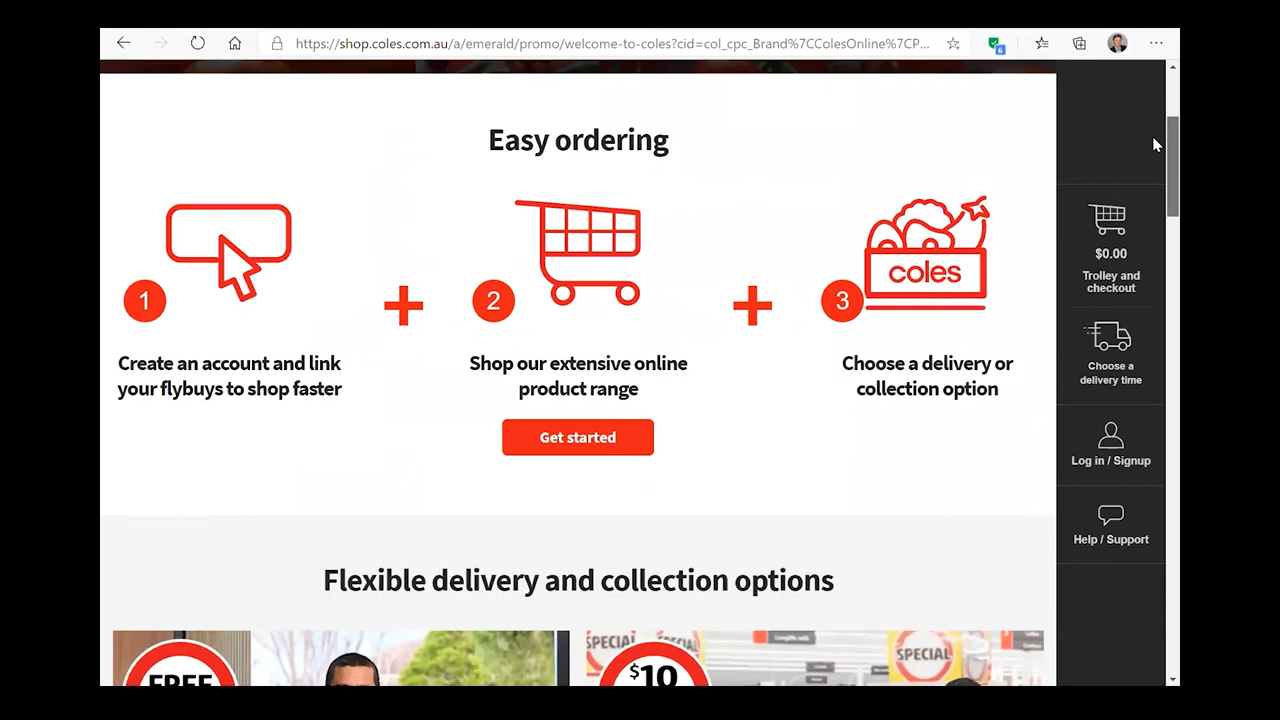 https://shop.coles.com.au/a/emerald/promo/welcome-to-coles?cid=col_cpc_Brand%7CColesOnline%7CP...
6
Easy ordering
coles
1
2
3
Create an account and link
your flybuys to shop faster
Shop our extensive online
product range
Choose a delivery or
collection option
Get started
$0.00
Trolley and
checkout
Choose a
delivery time
Log in / Signup
Help / Support
Flexible delivery and collection options
FREE
SPECIAL
SPECIAL
SPECIAL
$10